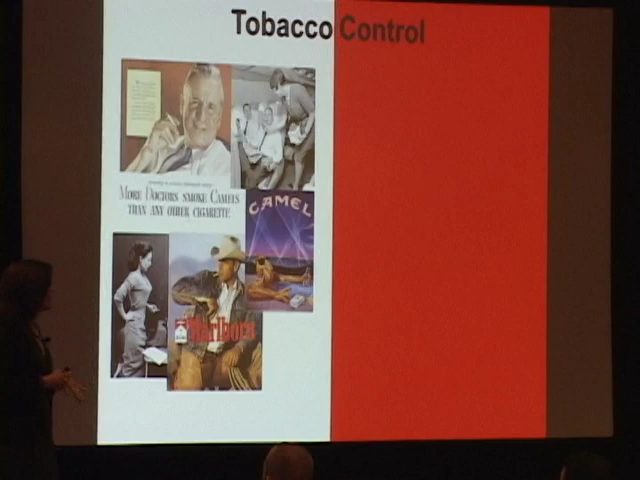 Tobacco Control
MORE DOCTORS SMOKE CAMELS
THAN ANY OTHER CIGARETTE
CAMEL
Marlboro